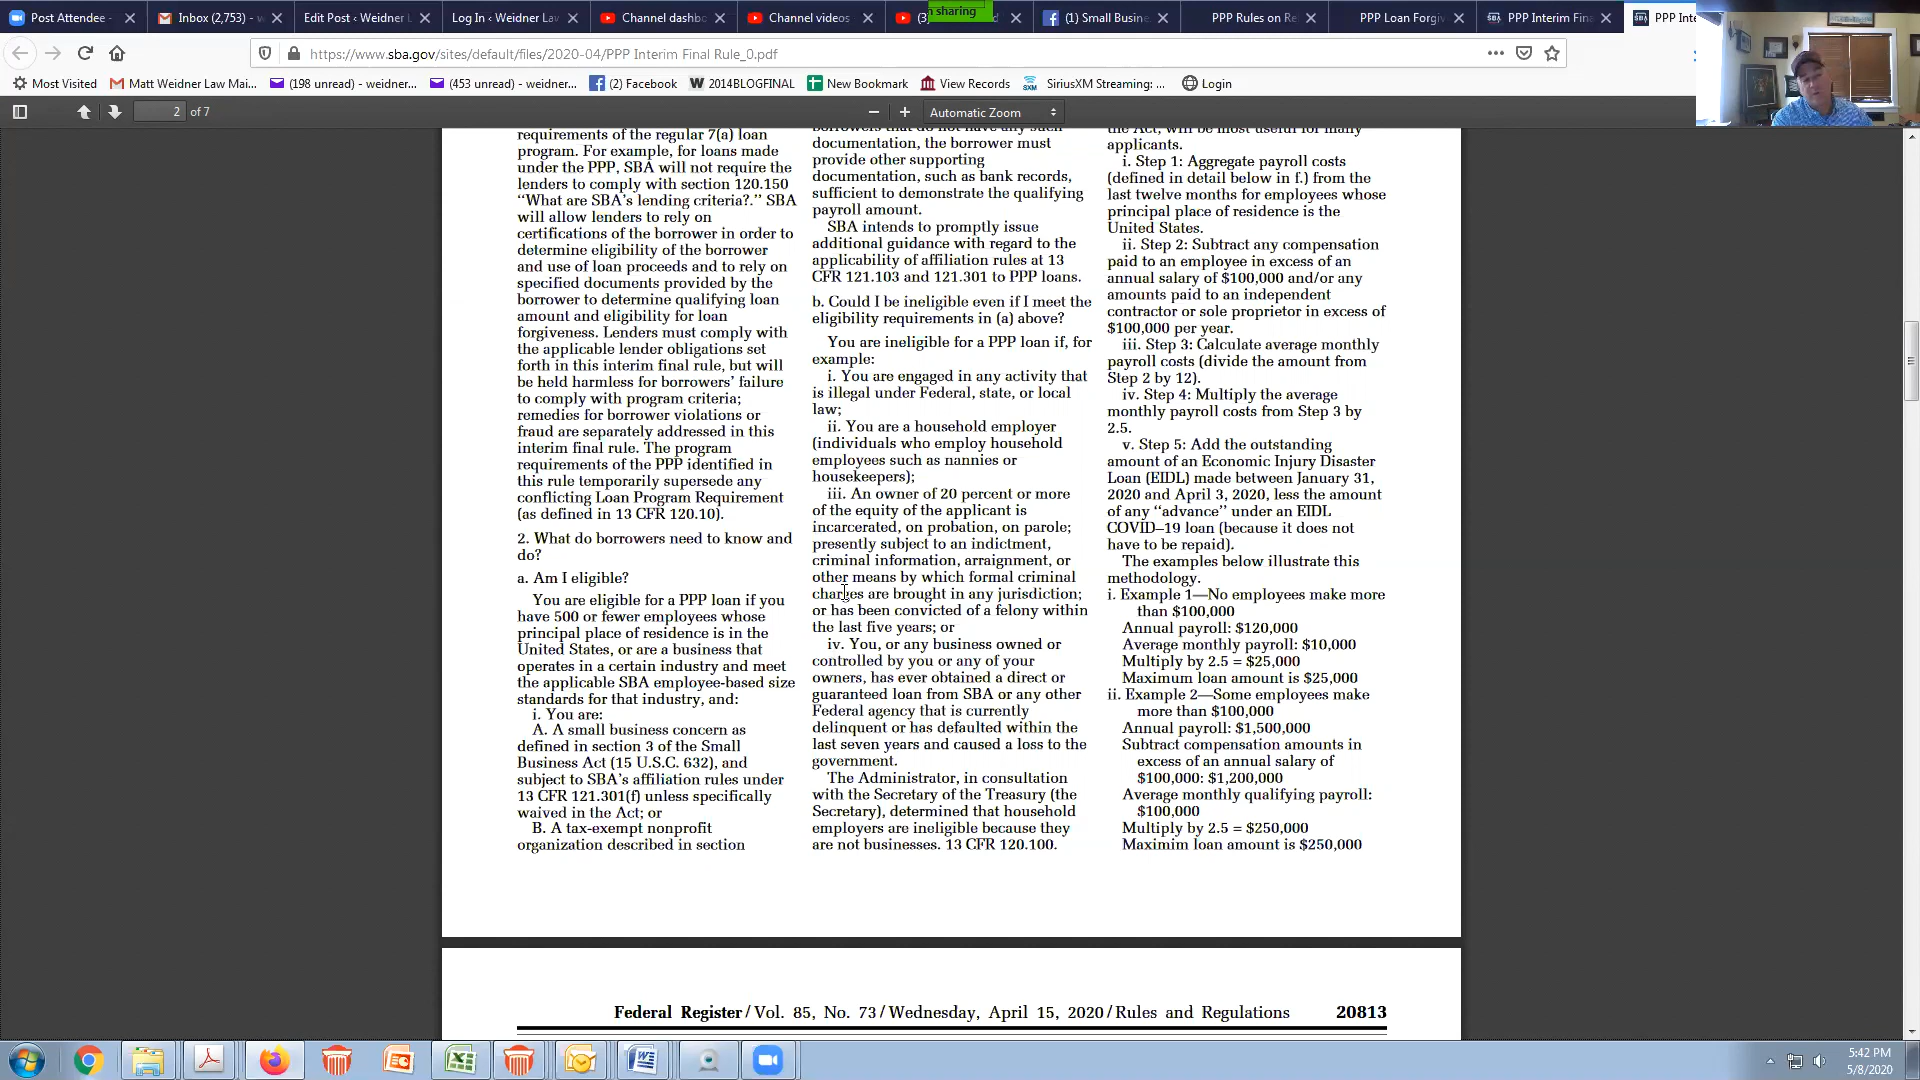 Post Attendee -
Inbox (2,753) - w
Edit Post ‹ Weidner L
Log In ‹ Weidner Law
Channel dashbo
Channel videos
(3)
n sharing
d
(1) Small Busine
PPP Rules on Re
PPP Loan Forgiv
PPP Interim Fina
PPP Inte
https://www.sba.gov/sites/default/files/2020-04/PPP Interim Final Rule_0.pdf
Most Visited
Matt Weidner Law Mai...
(198 unread) - weidner...
(453 unread) - weidner...
(2) Facebook
2014BLOGFINAL
New Bookmark
View Records
SiriusXM Streaming: ...
Login
2 of 7
Automatic Zoom
requirements of the regular 7(a) loan
program. For example, for loans made
under the PPP, SBA will not require the
lenders to comply with section 120.150
“What are SBA’s lending criteria?.” SBA
will allow lenders to rely on
certifications of the borrower in order to
determine eligibility of the borrower
and use of loan proceeds and to rely on
specified documents provided by the
borrower to determine qualifying loan
amount and eligibility for loan
forgiveness. Lenders must comply with
the applicable lender obligations set
forth in this interim final rule, but will
be held harmless for borrowers’ failure
to comply with program criteria;
remedies for borrower violations or
fraud are separately addressed in this
interim final rule. The program
requirements of the PPP identified in
this rule temporarily supersede any
conflicting Loan Program Requirement
(as defined in 13 CFR 120.10).
2. What do borrowers need to know and
do?
a. Am I eligible?
You are eligible for a PPP loan if you
have 500 or fewer employees whose
principal place of residence is in the
United States, or are a business that
operates in a certain industry and meet
the applicable SBA employee-based size
standards for that industry, and:
i. You are:
A. A small business concern as
defined in section 3 of the Small
Business Act (15 U.S.C. 632), and
subject to SBA’s affiliation rules under
13 CFR 121.301(f) unless specifically
waived in the Act; or
B. A tax-exempt nonprofit
organization described in section
borrowers that do not have any such
documentation, the borrower must
provide other supporting
documentation, such as bank records,
sufficient to demonstrate the qualifying
payroll amount.
SBA intends to promptly issue
additional guidance with regard to the
applicability of affiliation rules at 13
CFR 121.103 and 121.301 to PPP loans.
b. Could I be ineligible even if I meet the
eligibility requirements in (a) above?
You are ineligible for a PPP loan if, for
example:
i. You are engaged in any activity that
is illegal under Federal, state, or local
law;
ii. You are a household employer
(individuals who employ household
employees such as nannies or
housekeepers);
iii. An owner of 20 percent or more
of the equity of the applicant is
incarcerated, on probation, on parole;
presently subject to an indictment,
criminal information, arraignment, or
other means by which formal criminal
charges are brought in any jurisdiction;
or has been convicted of a felony within
the last five years; or
iv. You, or any business owned or
controlled by you or any of your
owners, has ever obtained a direct or
guaranteed loan from SBA or any other
Federal agency that is currently
delinquent or has defaulted within the
last seven years and caused a loss to the
government.
The Administrator, in consultation
with the Secretary of the Treasury (the
Secretary), determined that household
employers are ineligible because they
are not businesses. 13 CFR 120.100.
the Act, will be most useful for many
applicants.
i. Step 1: Aggregate payroll costs
(defined in detail below in f.) from the
last twelve months for employees whose
principal place of residence is the
United States.
ii. Step 2: Subtract any compensation
paid to an employee in excess of an
annual salary of $100,000 and/or any
amounts paid to an independent
contractor or sole proprietor in excess of
$100,000 per year.
iii. Step 3: Calculate average monthly
payroll costs (divide the amount from
Step 2 by 12).
iv. Step 4: Multiply the average
monthly payroll costs from Step 3 by
2.5.
v. Step 5: Add the outstanding
amount of an Economic Injury Disaster
Loan (EIDL) made between January 31,
2020 and April 3, 2020, less the amount
of any “advance” under an EIDL
COVID–19 loan (because it does not
have to be repaid).
The examples below illustrate this
methodology.
i. Example 1—No employees make more
than $100,000
Annual payroll: $120,000
Average monthly payroll: $10,000
Multiply by 2.5 = $25,000
Maximum loan amount is $25,000
ii. Example 2—Some employees make
more than $100,000
Annual payroll: $1,500,000
Subtract compensation amounts in
excess of an annual salary of
$100,000: $1,200,000
Average monthly qualifying payroll:
$100,000
Multiply by 2.5 = $250,000
Maximim loan amount is $250,000
Federal Register / Vol. 85, No. 73 / Wednesday, April 15, 2020 / Rules and Regulations 20813
5:42 PM
5/8/2020